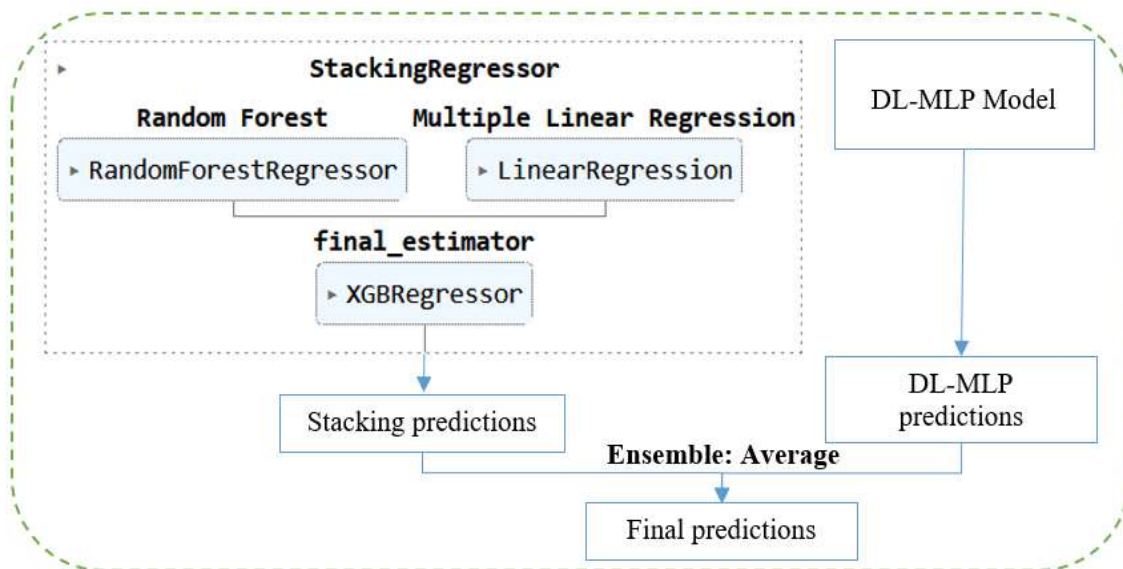 StackingRegressor
Random Forest
Multiple Linear Regression
RandomForestRegressor
LinearRegression
final_estimator
XGBRegressor
DL-MLP Model
Stacking predictions
DL-MLP
predictions
Ensemble: Average
Final predictions